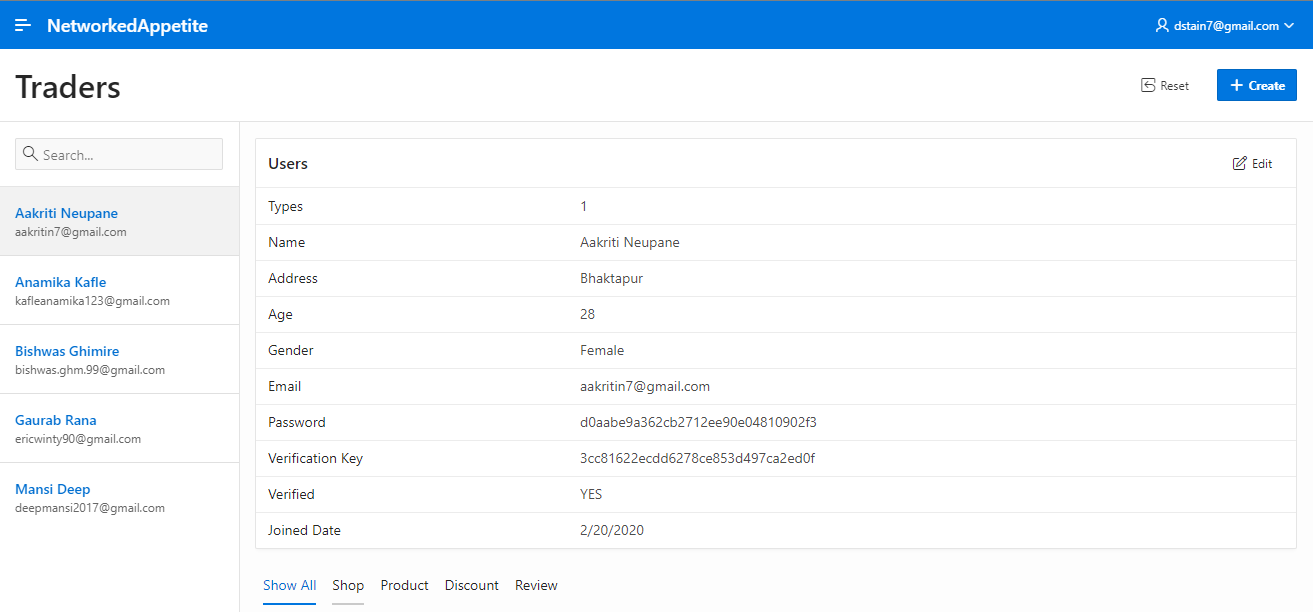 NetworkedAppetite
dstain7@gmail.com
Traders
Reset
Create
Search...
Aakriti Neupane
aakritin7@gmail.com
Anamika Kafle
kafleanamika123@gmail.com
Bishwas Ghimire
bishwas.ghm.99@gmail.com
Gaurab Rana
ericwinty90@gmail.com
Mansi Deep
deepmansi2017@gmail.com
Users
Edit
Types 1
Name Aakriti Neupane
Address Bhaktapur
Age 28
Gender Female
Email aakritin7@gmail.com
Password d0aabe9a362cb2712ee90e04810902f3
Verification Key 3cc81622ecdd6278ce853d497ca2ed0f
Verified YES
Joined Date 2/20/2020
Show All Shop Product Discount Review